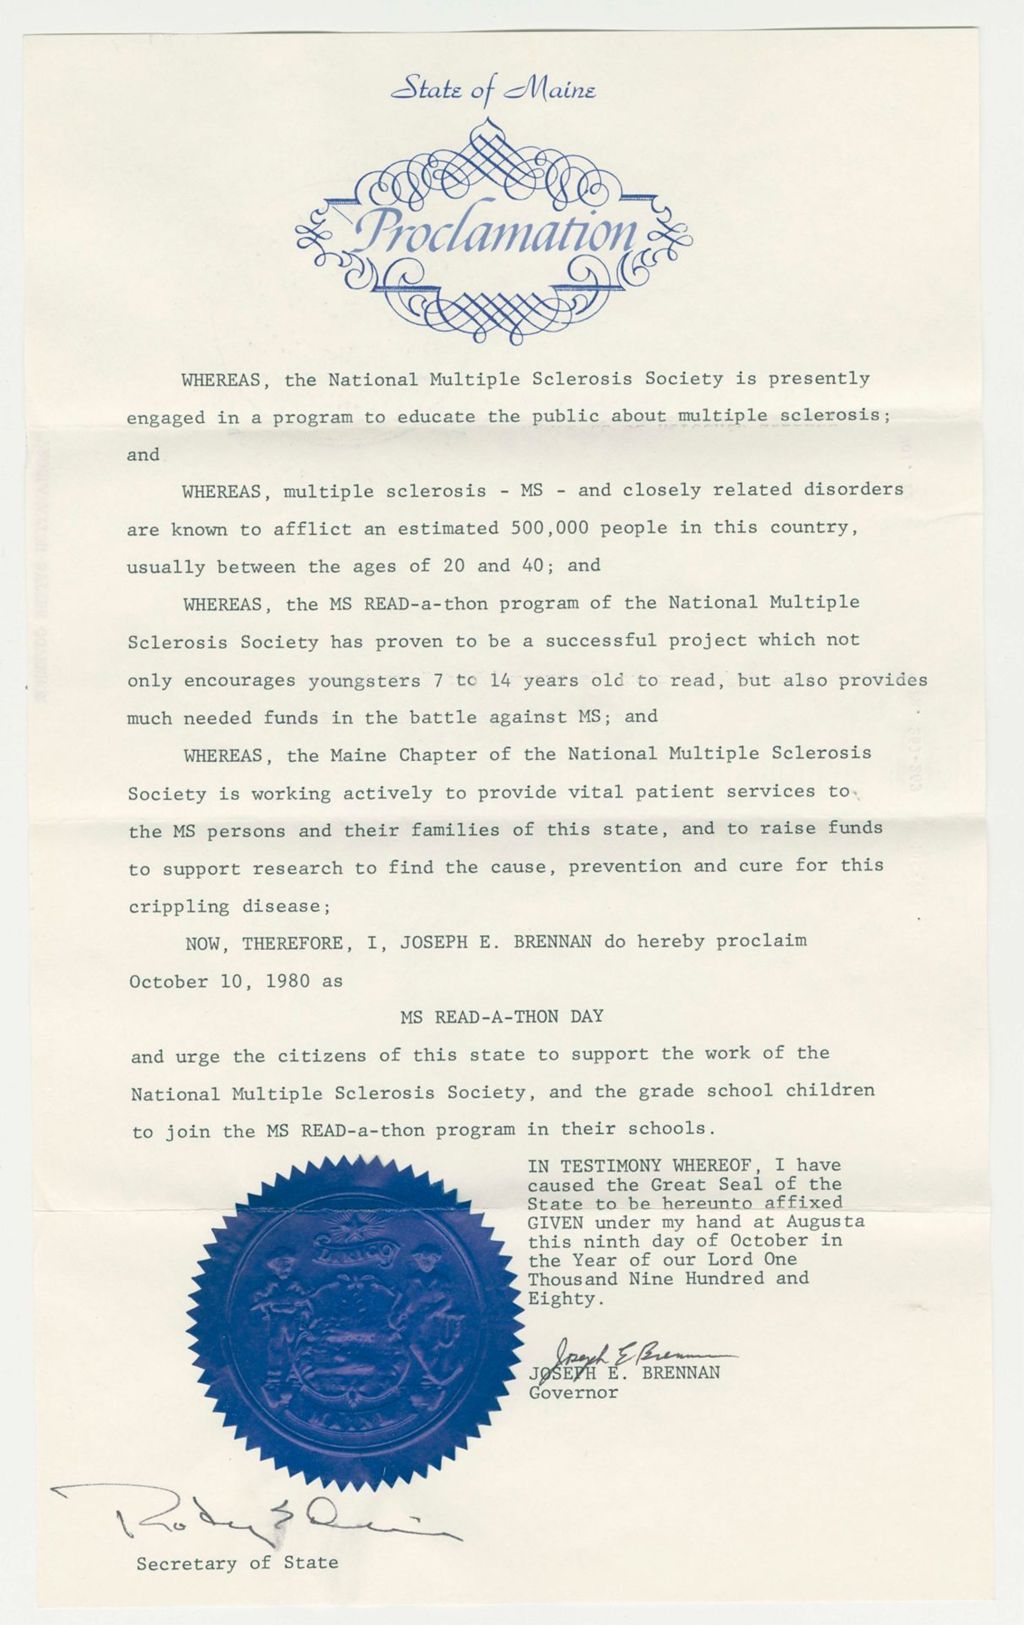 State of Maine
Proclamation
WHEREAS, the National Multiple Sclerosis Society is presently
engaged in a program to educate the public about multiple sclerosis;
and
WHEREAS, multiple sclerosis - MS - and closely related disorders
are known to afflict an estimated 500,000 people in this country,
usually between the ages of 20 and 40; and
WHEREAS, the MS READ-a-thon program of the National Multiple
Sclerosis Society has proven to be a successful project which not
only encourages youngsters 7 to 14 years old to read, but also provides
much needed funds in the battle against MS; and
WHEREAS, the Maine Chapter of the National Multiple Sclerosis
Society is working actively to provide vital patient services to
the MS persons and their families of this state, and to raise funds
to support research to find the cause, prevention and cure for this
crippling disease;
NOW, THEREFORE, I, JOSEPH E. BRENNAN do hereby proclaim
October 10, 1980 as
MS READ-A-THON DAY
and urge the citizens of this state to support the work of the
National Multiple Sclerosis Society, and the grade school children
to join the MS READ-a-thon program in their schools.
IN TESTIMONY WHEREOF, I have
caused the Great Seal of the
State to be hereunto affixed
GIVEN under my hand at Augusta
this ninth day of October in
the Year of our Lord One
Thousand Nine Hundred and
Eighty.
DIRIGO
MAINE
Joseph E Brennan
JOSEPH E. BRENNAN
Governor
Secretary of State